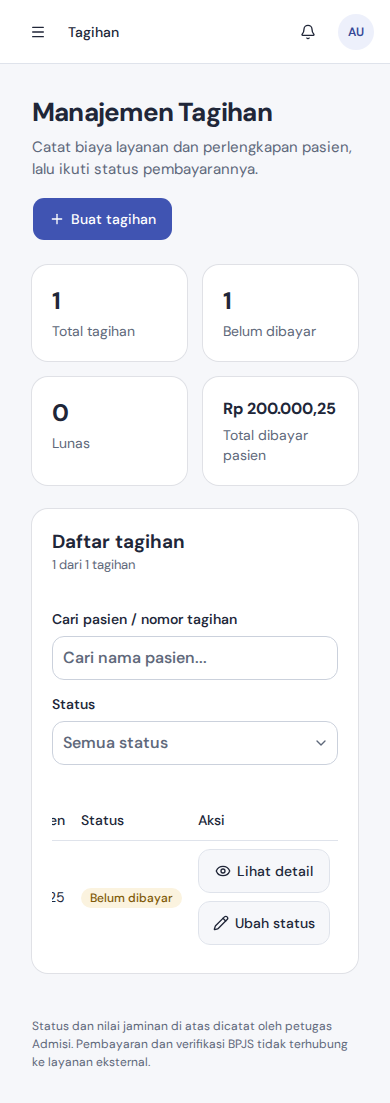 Tagihan
AU
Manajemen Tagihan
Catat biaya layanan dan perlengkapan pasien,
lalu ikuti status pembayarannya.
Buat tagihan
1
Total tagihan
1
Belum dibayar
0
Lunas
Rp 200.000,25
Total dibayar
pasien
Daftar tagihan
1 dari 1 tagihan
Cari pasien / nomor tagihan
Cari nama pasien...
Status
Semua status
en Status Aksi
25 Belum dibayar
Lihat detail
Ubah status
Status dan nilai jaminan di atas dicatat oleh petugas
Admisi. Pembayaran dan verifikasi BPJS tidak terhubung
ke layanan eksternal.